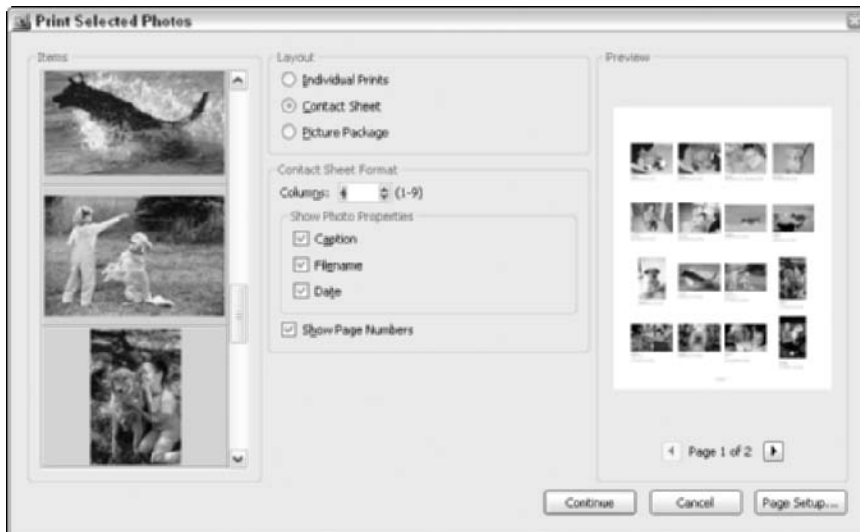 Print Selected Photos
Items
Layout
Individual Prints
Contact Sheet
Picture Package
Contact Sheet Format
Columns: 4 (1-9)
Show Photo Properties
Caption
Filename
Date
Show Page Numbers
Preview
Page 1 of 2
Continue
Cancel
Page Setup...